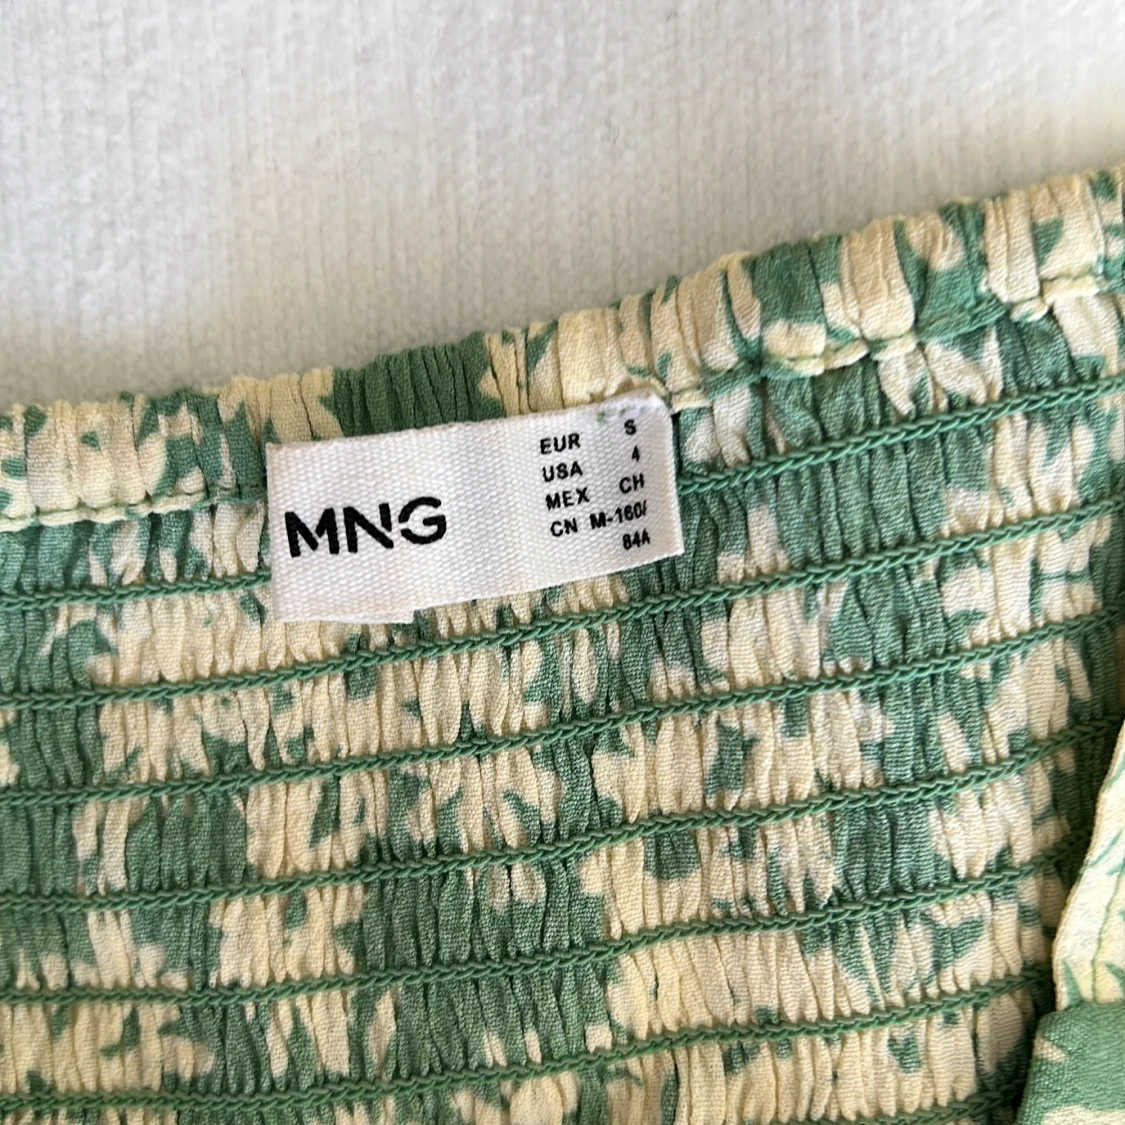 MNG
EUR S
USA 4
MEX CH
CN M-160/
84A